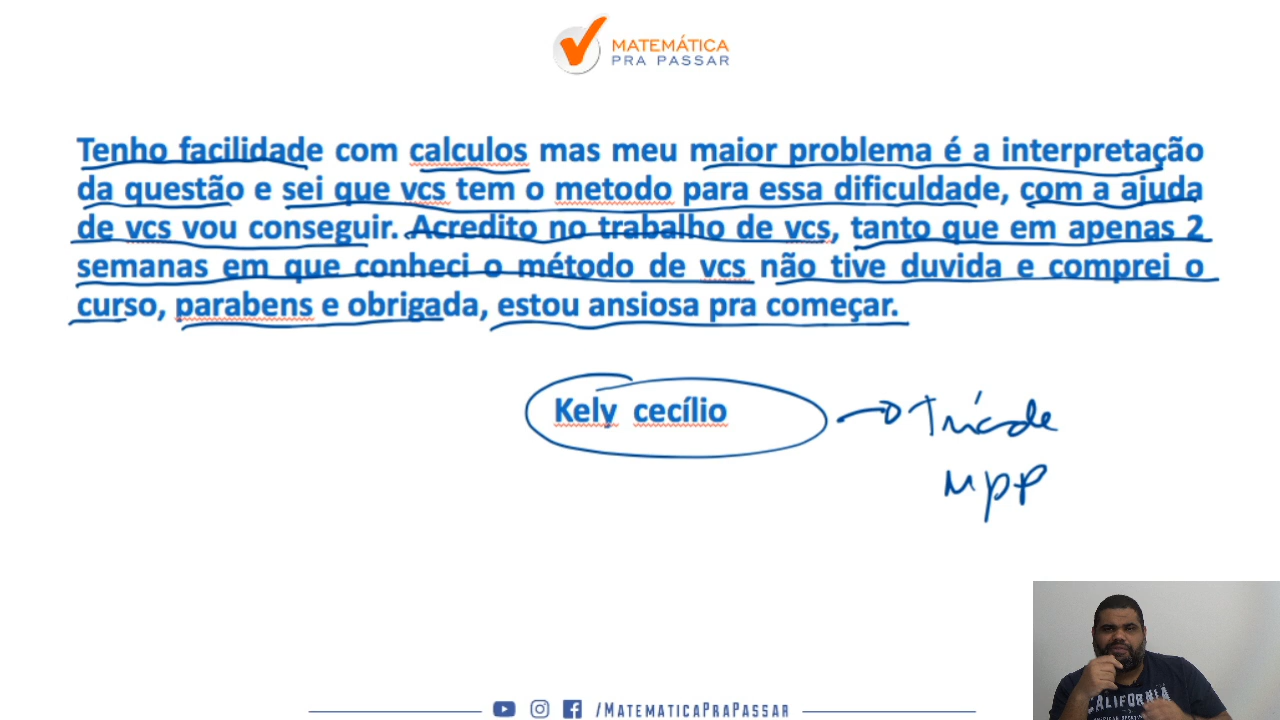 MATEMÁTICA
PRA PASSAR
Tenho facilidade com calculos mas meu maior problema é a interpretação
da questão e sei que vcs tem o metodo para essa dificuldade, com a ajuda
de vcs vou conseguir. Acredito no trabalho de vcs, tanto que em apenas 2
semanas em que conheci o método de vcs não tive duvida e comprei o
curso, parabens e obrigada, estou ansiosa pra começar.
Kely cecílio
Tríade
MPP
CALIFORNIA
/MatematicaPraPassar